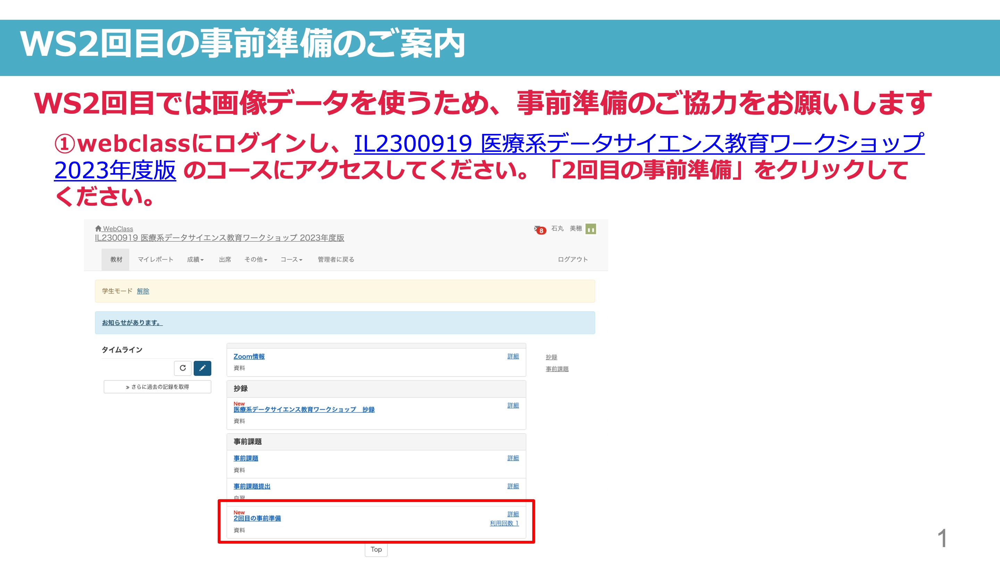 WS2回目の事前準備のご案内
WS2回目では画像データを使うため、事前準備のご協力をお願いします
①webclassにログインし、IL2300919 医療系データサイエンス教育ワークショップ
2023年度版 のコースにアクセスしてください。「2回目の事前準備」をクリックして
ください。
WebClass
8 石丸 美穂
IL2300919 医療系データサイエンス教育ワークショップ 2023年度版
教材 マイレポート 成績 出席 その他 コース 管理者に戻る ログアウト
学生モード 解除
お知らせがあります。
タイムライン
» さらに過去の記録を取得
Zoom情報 詳細
資料
抄録
New
医療系データサイエンス教育ワークショップ 抄録 詳細
資料
事前課題
事前課題 詳細
資料
事前課題提出 詳細
自習
New
2回目の事前準備 詳細
利用回数 1
資料
Top
抄録
事前課題
1